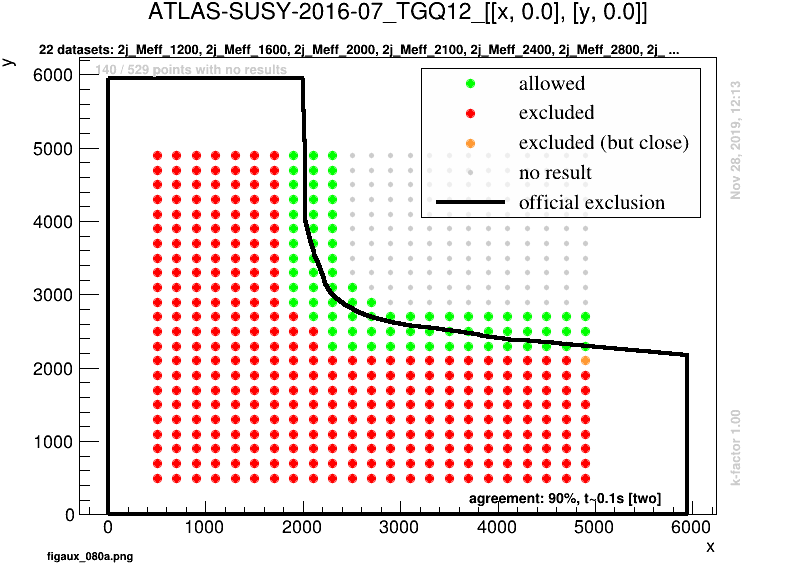 ATLAS-SUSY-2016-07_TGQ12_[[x, 0.0], [y, 0.0]]
22 datasets: 2j_Meff_1200, 2j_Meff_1600, 2j_Meff_2000, 2j_Meff_2100, 2j_Meff_2400, 2j_Meff_2800, 2j_ ...
y
140 / 529 points with no results
allowed
excluded
excluded (but close)
no result
official exclusion
6000
5000
4000
3000
2000
1000
0
0 1000 2000 3000 4000 5000 6000
x
agreement: 90%, t~0.1s [two]
Nov 28, 2019, 12:13
k-factor 1.00
figaux_080a.png